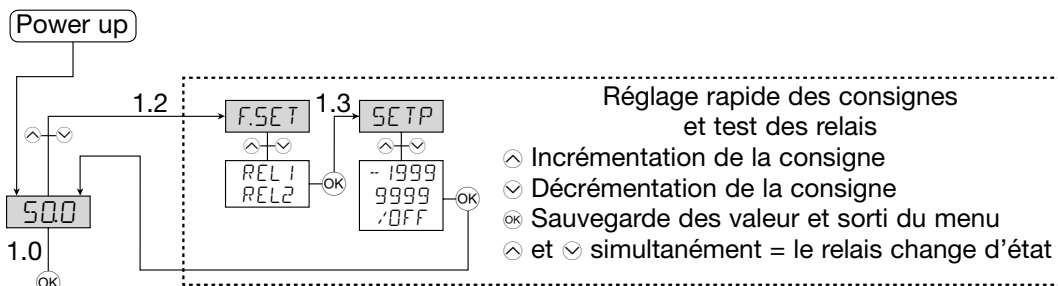 Power up
1.2
F.SET
1.3
SETP
REL1
REL2
OK
-1999
9999
/OFF
OK
50.0
1.0
OK
Réglage rapide des consignes
et test des relais
Incrémentation de la consigne
Décrémentation de la consigne
OK Sauvegarde des valeur et sorti du menu
et simultanément = le relais change d'état